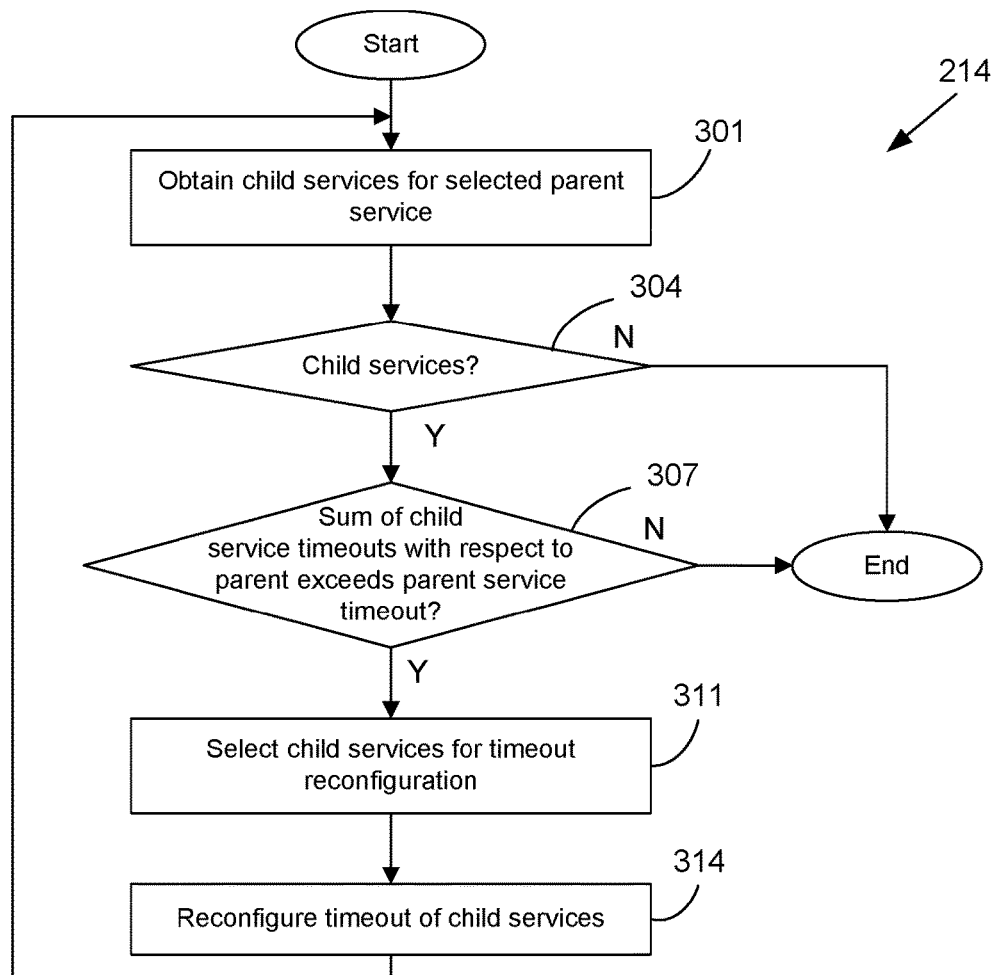 Start
214
301
Obtain child services for selected parent
service
304
N
Child services?
Y
307
N
Sum of child
service timeouts with respect to
parent exceeds parent service
timeout?
End
Y
311
Select child services for timeout
reconfiguration
314
Reconfigure timeout of child services